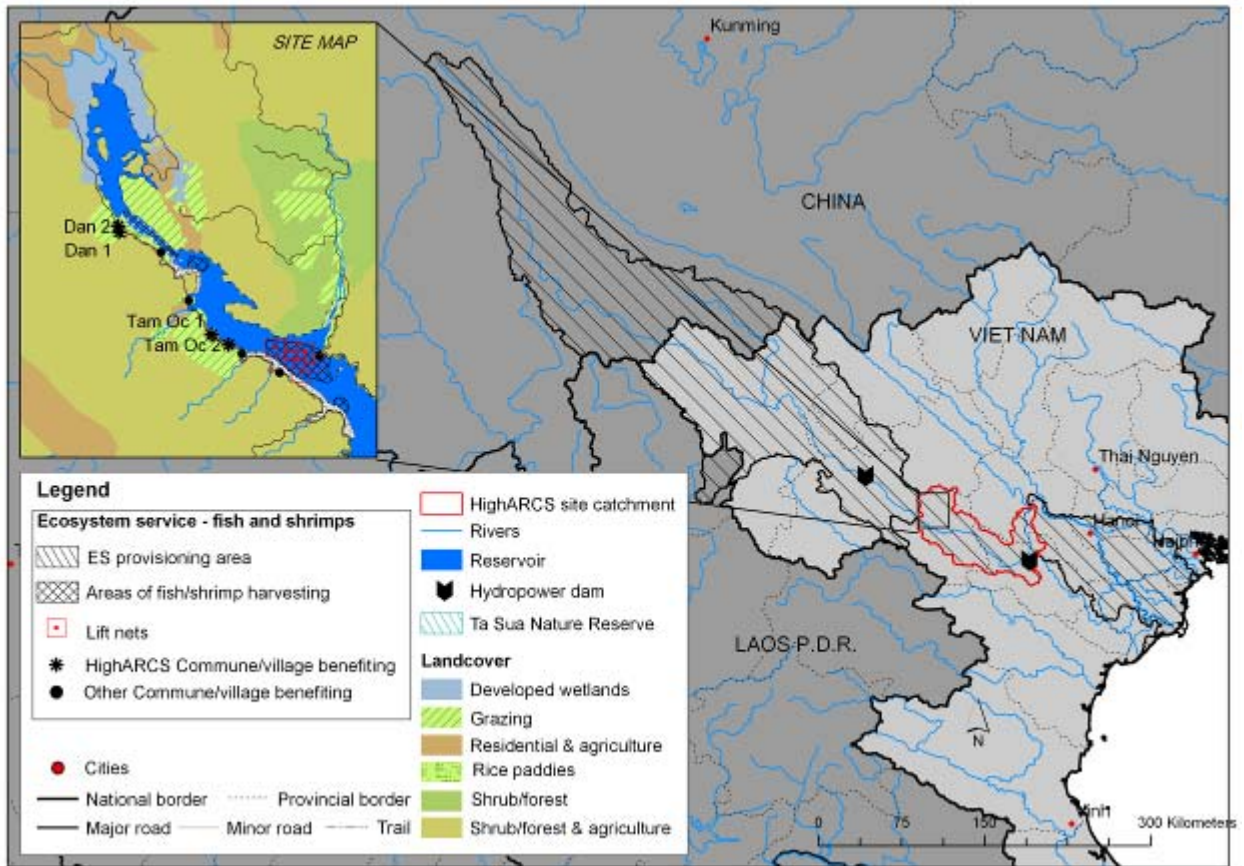 SITE MAP
Dan 2
Dan 1
Tam Oc 1
Tam Oc 2
Kunming
CHINA
VIET NAM
Thai Nguyen
Hanoi
LAOS P.D.R.
N
Vinh
0 75 150 300 Kilometers
Legend
Ecosystem service - fish and shrimps
ES provisioning area
Areas of fish/shrimp harvesting
Lift nets
HighARCS Commune/village benefiting
Other Commune/village benefiting
Cities
National border
Provincial border
Major road
Minor road
Trail
HighARCS site catchment
Rivers
Reservoir
Hydropower dam
Ta Sua Nature Reserve
Landcover
Developed wetlands
Grazing
Residential & agriculture
Rice paddies
Shrub/forest
Shrub/forest & agriculture